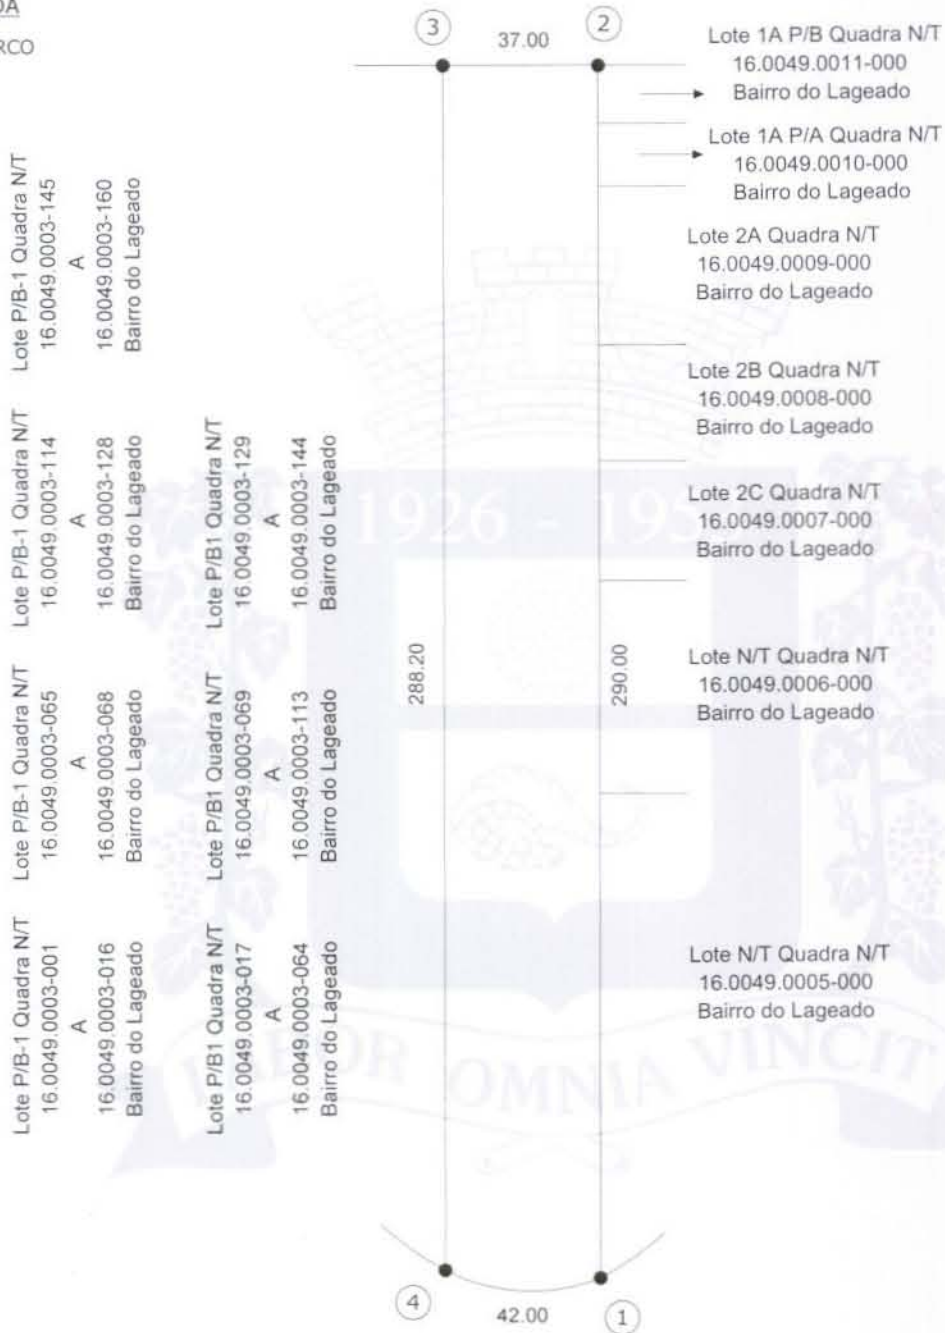 DA
RCO
3
37.00
2
Lote 1A P/B Quadra N/T
16.0049.0011-000
Bairro do Lageado
Lote 1A P/A Quadra N/T
16.0049.0010-000
Bairro do Lageado
Lote 2A Quadra N/T
16.0049.0009-000
Bairro do Lageado
Lote 2B Quadra N/T
16.0049.0008-000
Bairro do Lageado
Lote 2C Quadra N/T
16.0049.0007-000
Bairro do Lageado
Lote N/T Quadra N/T
16.0049.0006-000
Bairro do Lageado
Lote N/T Quadra N/T
16.0049.0005-000
Bairro do Lageado
Lote P/B-1 Quadra N/T
16.0049.0003-145
A
16.0049.0003-160
Bairro do Lageado
Lote P/B-1 Quadra N/T
16.0049.0003-114
A
16.0049.0003-128
Bairro do Lageado
Lote P/B1 Quadra N/T
16.0049.0003-129
A
16.0049.0003-144
Bairro do Lageado
Lote P/B-1 Quadra N/T
16.0049.0003-065
A
16.0049.0003-068
Bairro do Lageado
Lote P/B1 Quadra N/T
16.0049.0003-069
A
16.0049.0003-113
Bairro do Lageado
Lote P/B-1 Quadra N/T
16.0049.0003-001
A
16.0049.0003-016
Bairro do Lageado
Lote P/B1 Quadra N/T
16.0049.0003-017
A
16.0049.0003-064
Bairro do Lageado
288.20
290.00
1926 - 195
LABOR OMNIA VINCIT
4
42.00
1